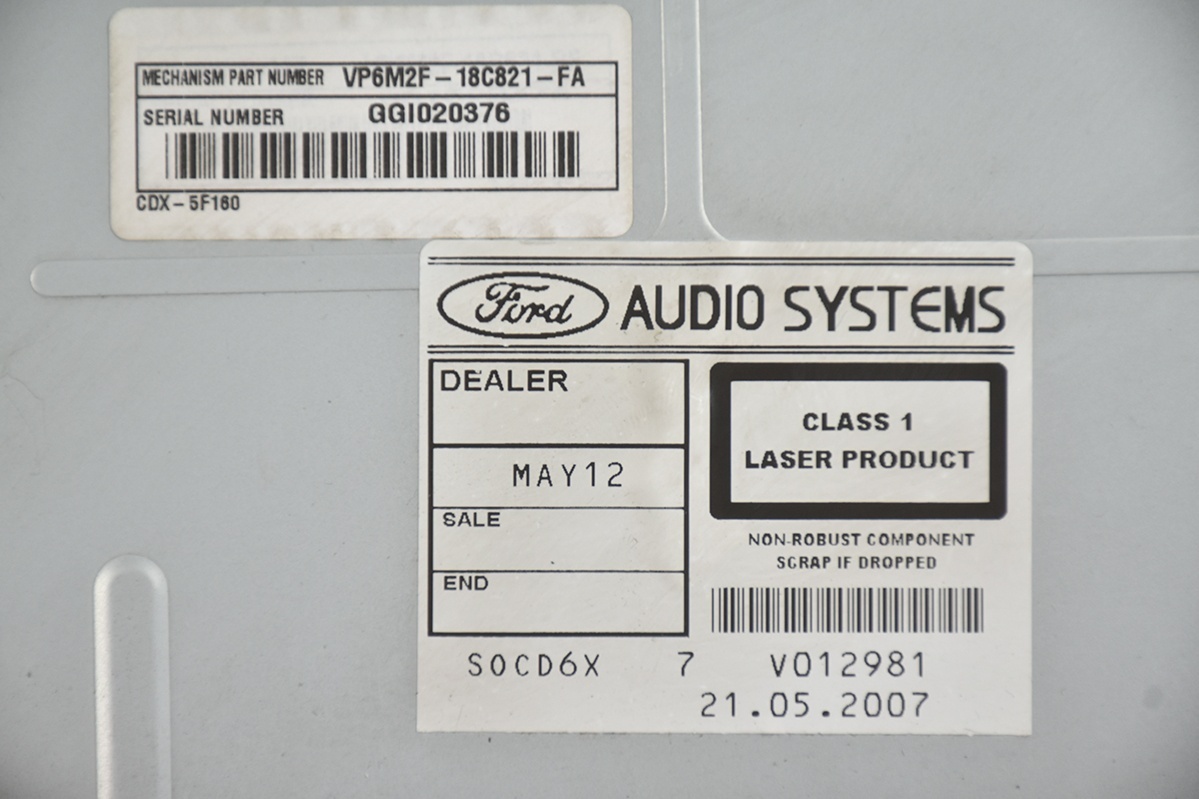 MECHANISM PART NUMBER VP6M2F-18C821-FA
SERIAL NUMBER GGI020376
CDX-5F160
Ford AUDIO SYSTEMS
DEALER
MAY12
SALE
END
CLASS 1
LASER PRODUCT
NON-ROBUST COMPONENT
SCRAP IF DROPPED
SOCD6X 7 V012981
21.05.2007